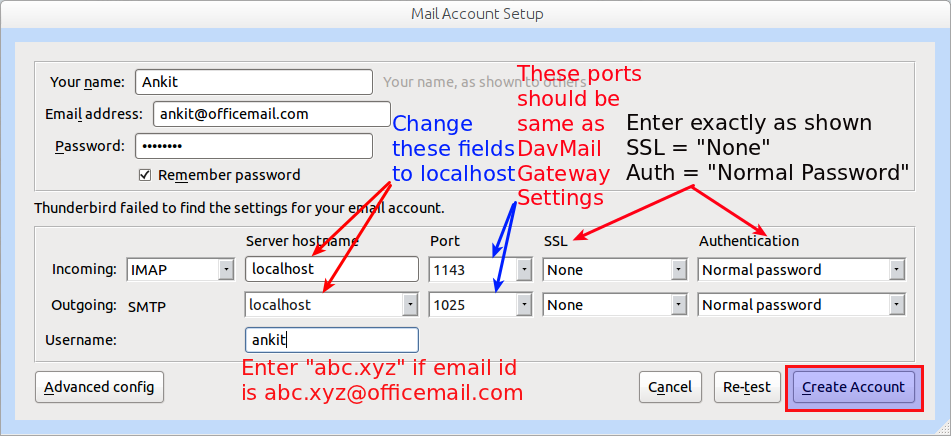 Mail Account Setup
Your name: Ankit Your name, as shown to others
Email address: ankit@officemail.com
Password: ••••••••
Remember password
Change
these fields
to localhost
These ports
should be
same as
DavMail
Gateway
Settings
Enter exactly as shown
SSL = "None"
Auth = "Normal Password"
Thunderbird failed to find the settings for your email account.
Server hostname Port SSL Authentication
Incoming: IMAP localhost 1143 None Normal password
Outgoing: SMTP localhost 1025 None Normal password
Username: ankit
Enter "abc.xyz" if email id
is abc.xyz@officemail.com
Advanced config Cancel Re-test Create Account